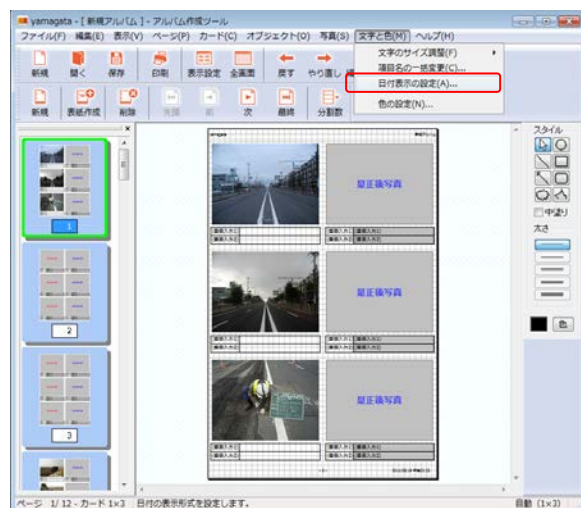 yamagata - [ 新規アルバム ] - アルバム作成ツール
ファイル(F) 編集(E) 表示(V) ページ(P) カード(C) オブジェクト(O) 写真(S) 文字と色(M) ヘルプ(H)
文字のサイズ調整(F)
項目名の一括変更(C)...
日付表示の設定(A)...
色の設定(N)...
新規 開く 保存 印刷 表示設定 全画面 戻す やり直し
新規 表紙作成 削除 先頭 前 次 最終 分割数
1
2
3
yamagata
是正後写真
是正後写真
是正後写真
スタイル
中塗り
太さ
色
ページ 1/ 12 - カード 1×3 日付の表示形式を設定します。
自動 (1×3)